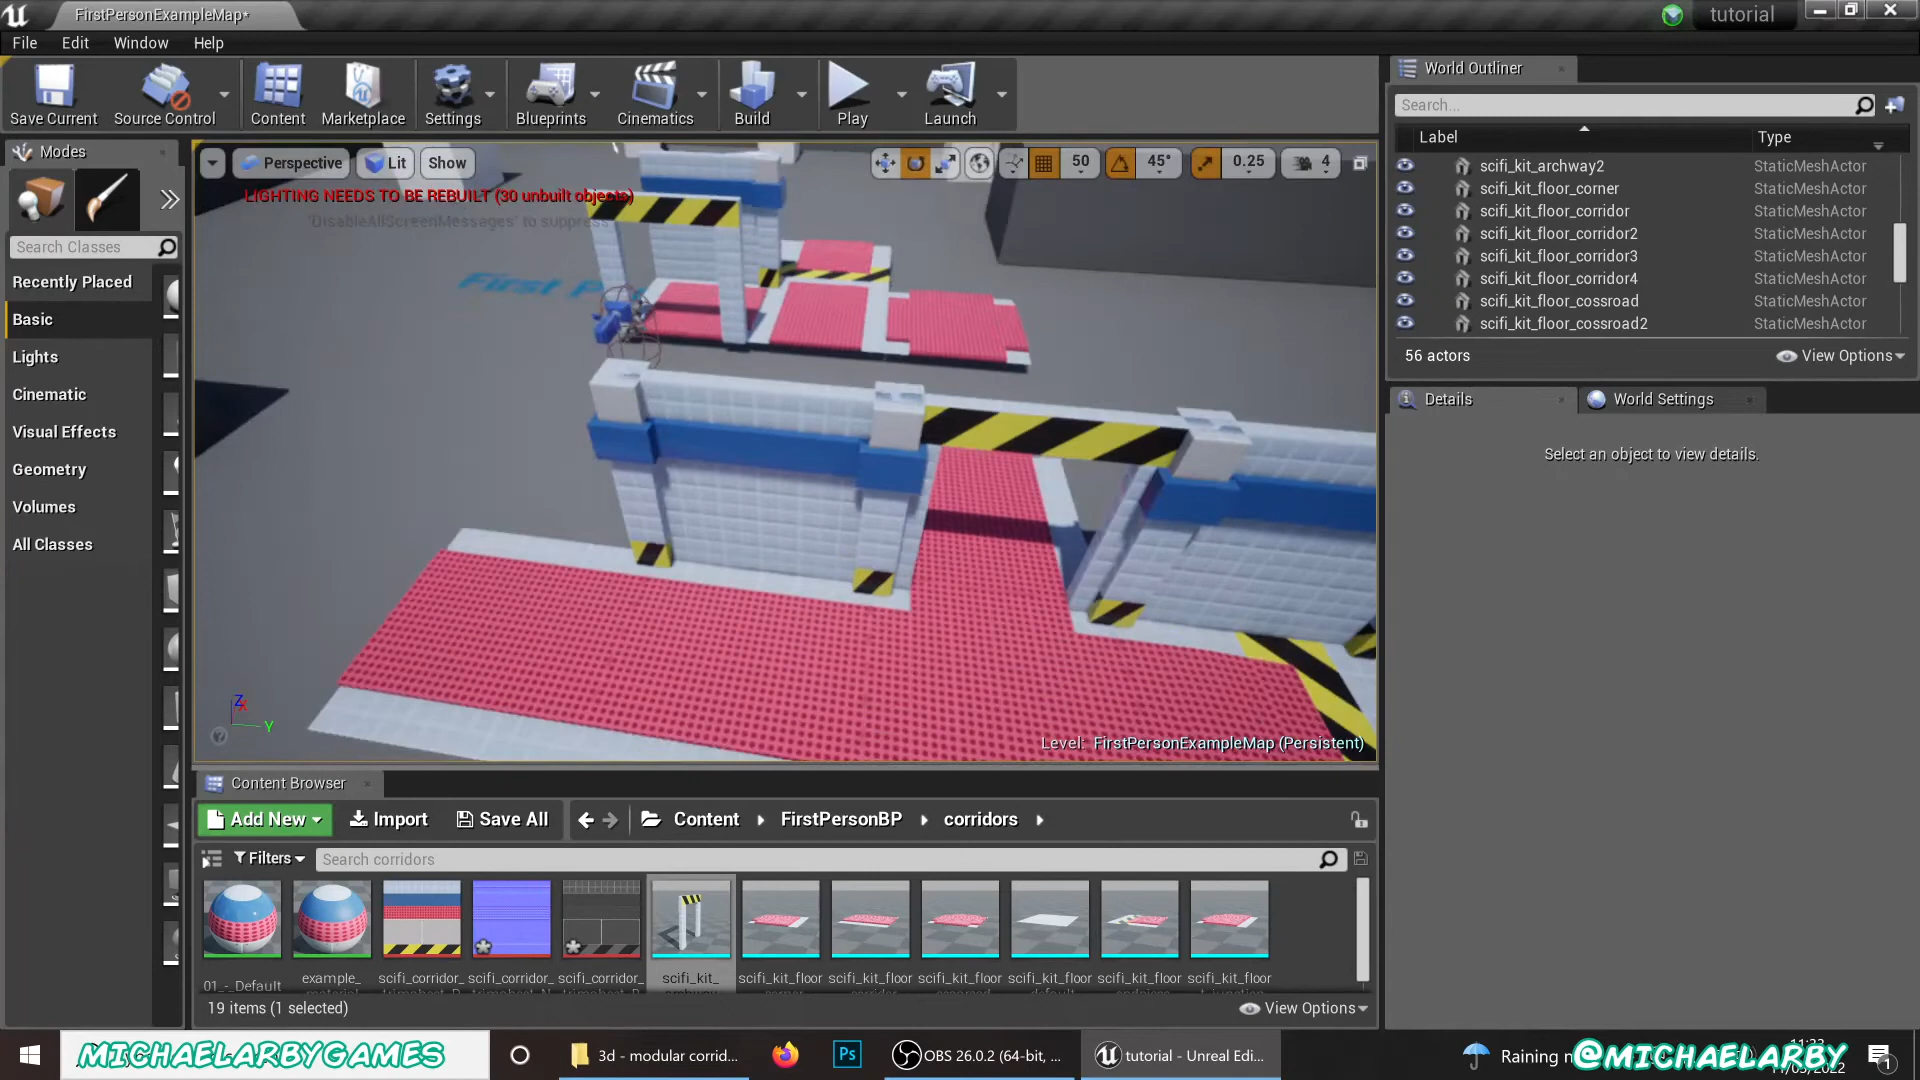 FirstPersonExampleMap*
tutorial
File Edit Window Help
Save Current Source Control Content Marketplace Settings Blueprints Cinematics Build Play Launch
Modes
Search Classes
Recently Placed
Basic
Lights
Cinematic
Visual Effects
Geometry
Volumes
All Classes
Perspective Lit Show
50 45° 0.25 4
LIGHTING NEEDS TO BE REBUILT (30 unbuilt objects)
'DisableAllScreenMessages' to suppress
First
Z
X
Y
Level: FirstPersonExampleMap (Persistent)
World Outliner
Search...
Label Type
scifi_kit_archway2 StaticMeshActor
scifi_kit_floor_corner StaticMeshActor
scifi_kit_floor_corridor StaticMeshActor
scifi_kit_floor_corridor2 StaticMeshActor
scifi_kit_floor_corridor3 StaticMeshActor
scifi_kit_floor_corridor4 StaticMeshActor
scifi_kit_floor_cossroad StaticMeshActor
scifi_kit_floor_cossroad2 StaticMeshActor
56 actors View Options
Details World Settings
Select an object to view details.
Content Browser
Add New Import Save All Content FirstPersonBP corridors
Filters Search corridors
01_-_Default example_ scifi_corridor_ scifi_corridor_ scifi_corridor_ scifi_kit_ scifi_kit_floor scifi_kit_floor scifi_kit_floor scifi_kit_floor scifi_kit_floor scifi_kit_floor
19 items (1 selected) View Options
MICHAELARBYGAMES
3d - modular corrid...
Ps
OBS 26.0.2 (64-bit, ...
tutorial - Unreal Edi...
Raining
@MICHAELARBY
1